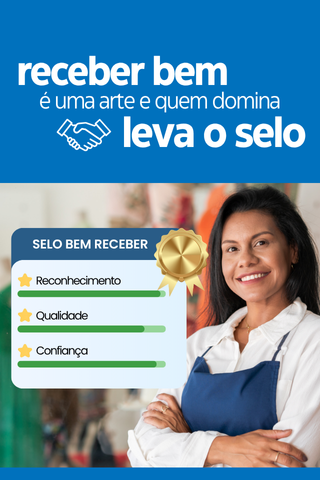 receber bem
é uma arte e quem domina
leva o selo
SELO BEM RECEBER
Reconhecimento
Qualidade
Confiança